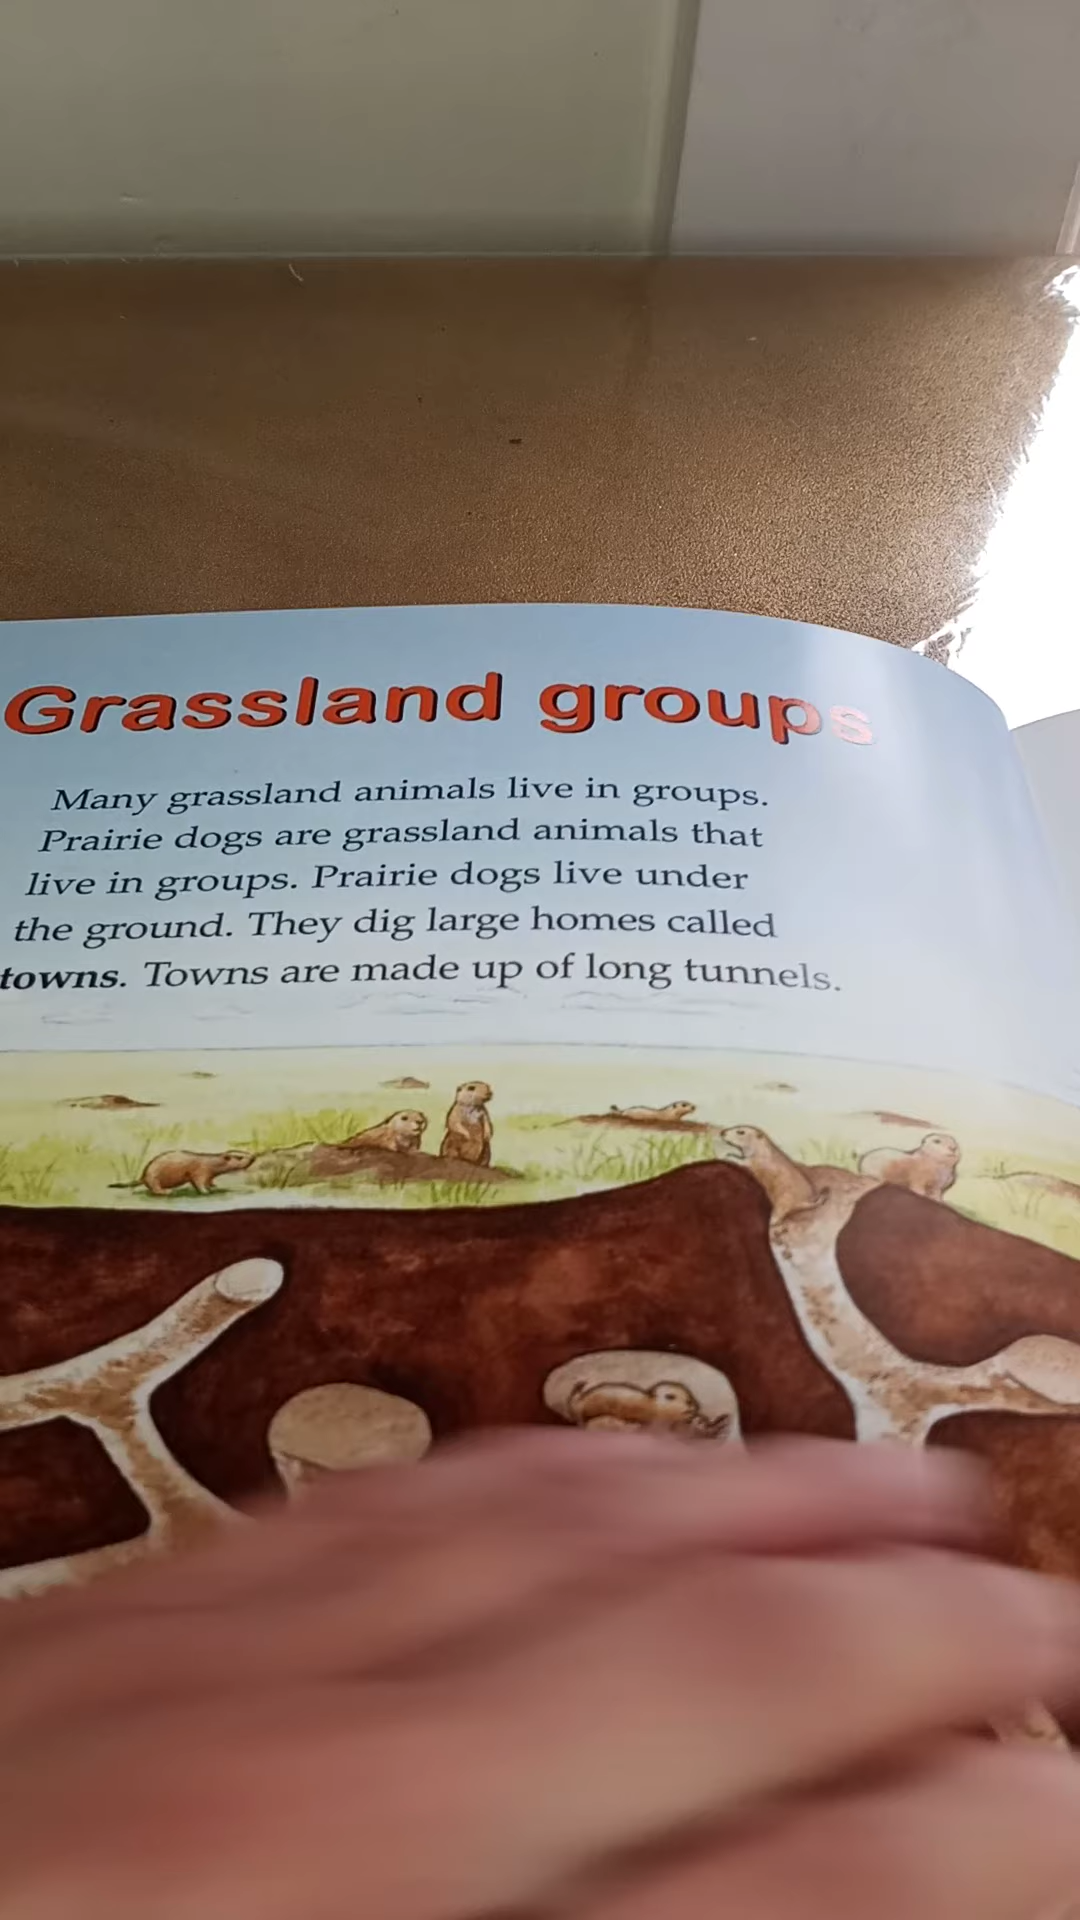 Grassland groups
Many grassland animals live in groups.
Prairie dogs are grassland animals that
live in groups. Prairie dogs live under
the ground. They dig large homes called
towns. Towns are made up of long tunnels.